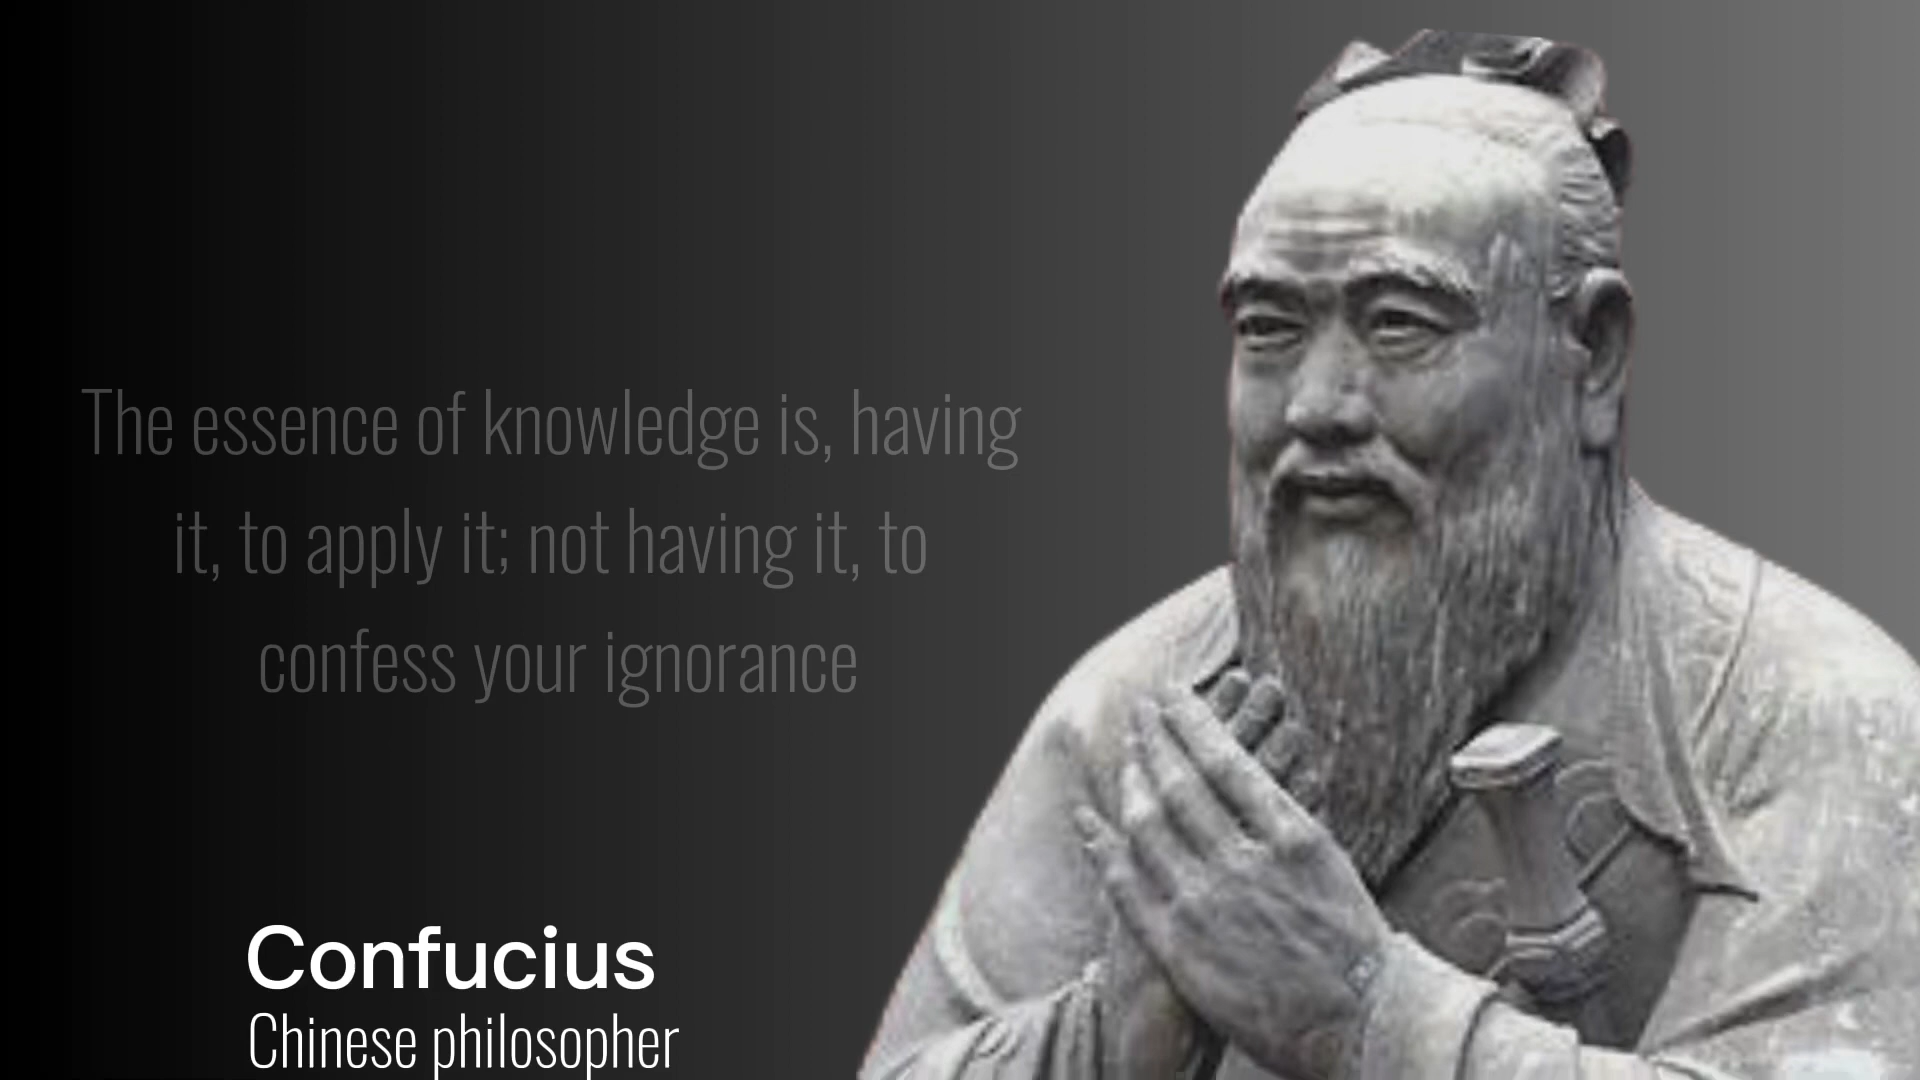 The essence of knowledge is, having
it, to apply it; not having it, to
confess your ignorance
Confucius
Chinese philosopher